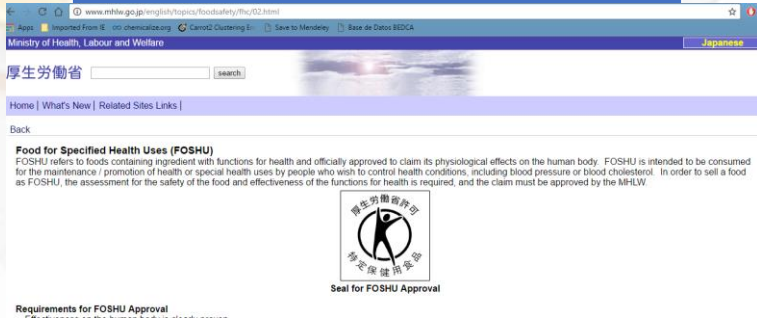 www.mhlw.go.jp/english/topics/foodsafety/fhc/02.html
Apps Imported From IE chemicalize.org Carrot2 Clustering En Save to Mendeley Base de Datos BEDCA
Ministry of Health, Labour and Welfare Japanese
厚生労働省 search
Home | What's New | Related Sites Links |
Back
Food for Specified Health Uses (FOSHU)
FOSHU refers to foods containing ingredient with functions for health and officially approved to claim its physiological effects on the human body. FOSHU is intended to be consumed
for the maintenance / promotion of health or special health uses by people who wish to control health conditions, including blood pressure or blood cholesterol. In order to sell a food
as FOSHU, the assessment for the safety of the food and effectiveness of the functions for health is required, and the claim must be approved by the MHLW.
厚生労働省許可
特定保健用食品
Seal for FOSHU Approval
Requirements for FOSHU Approval
Effectiveness on the human body is clearly proven